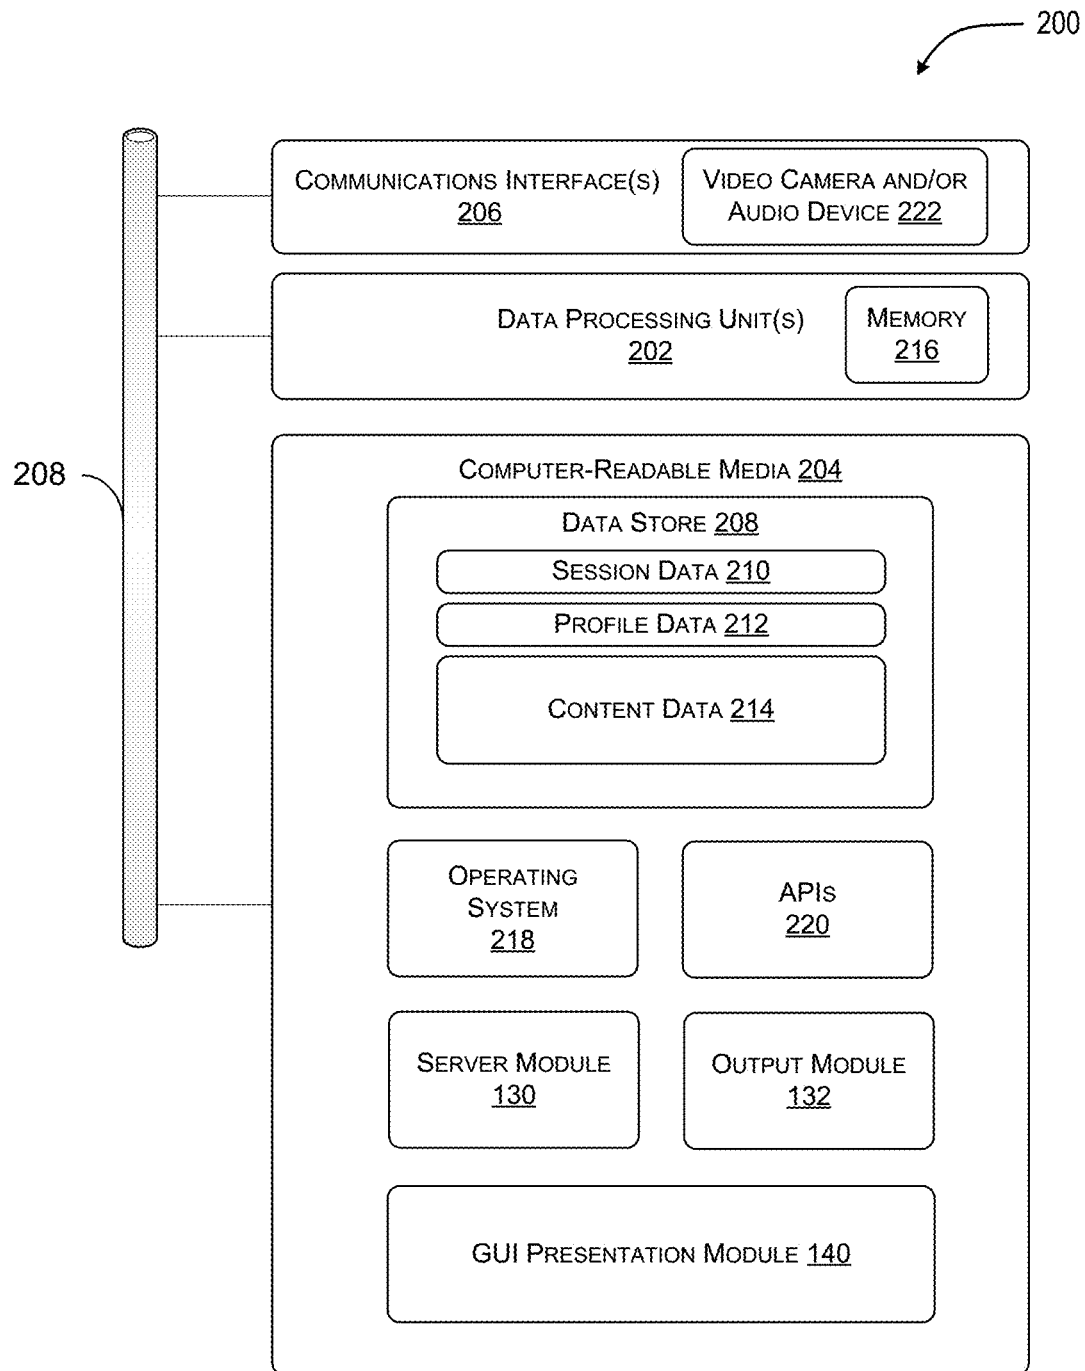 200
COMMUNICATIONS INTERFACE(S)
206
VIDEO CAMERA AND/OR
AUDIO DEVICE 222
DATA PROCESSING UNIT(S)
202
MEMORY
216
208
COMPUTER-READABLE MEDIA 204
DATA STORE 208
SESSION DATA 210
PROFILE DATA 212
CONTENT DATA 214
OPERATING
SYSTEM
218
APIS
220
SERVER MODULE
130
OUTPUT MODULE
132
GUI PRESENTATION MODULE 140